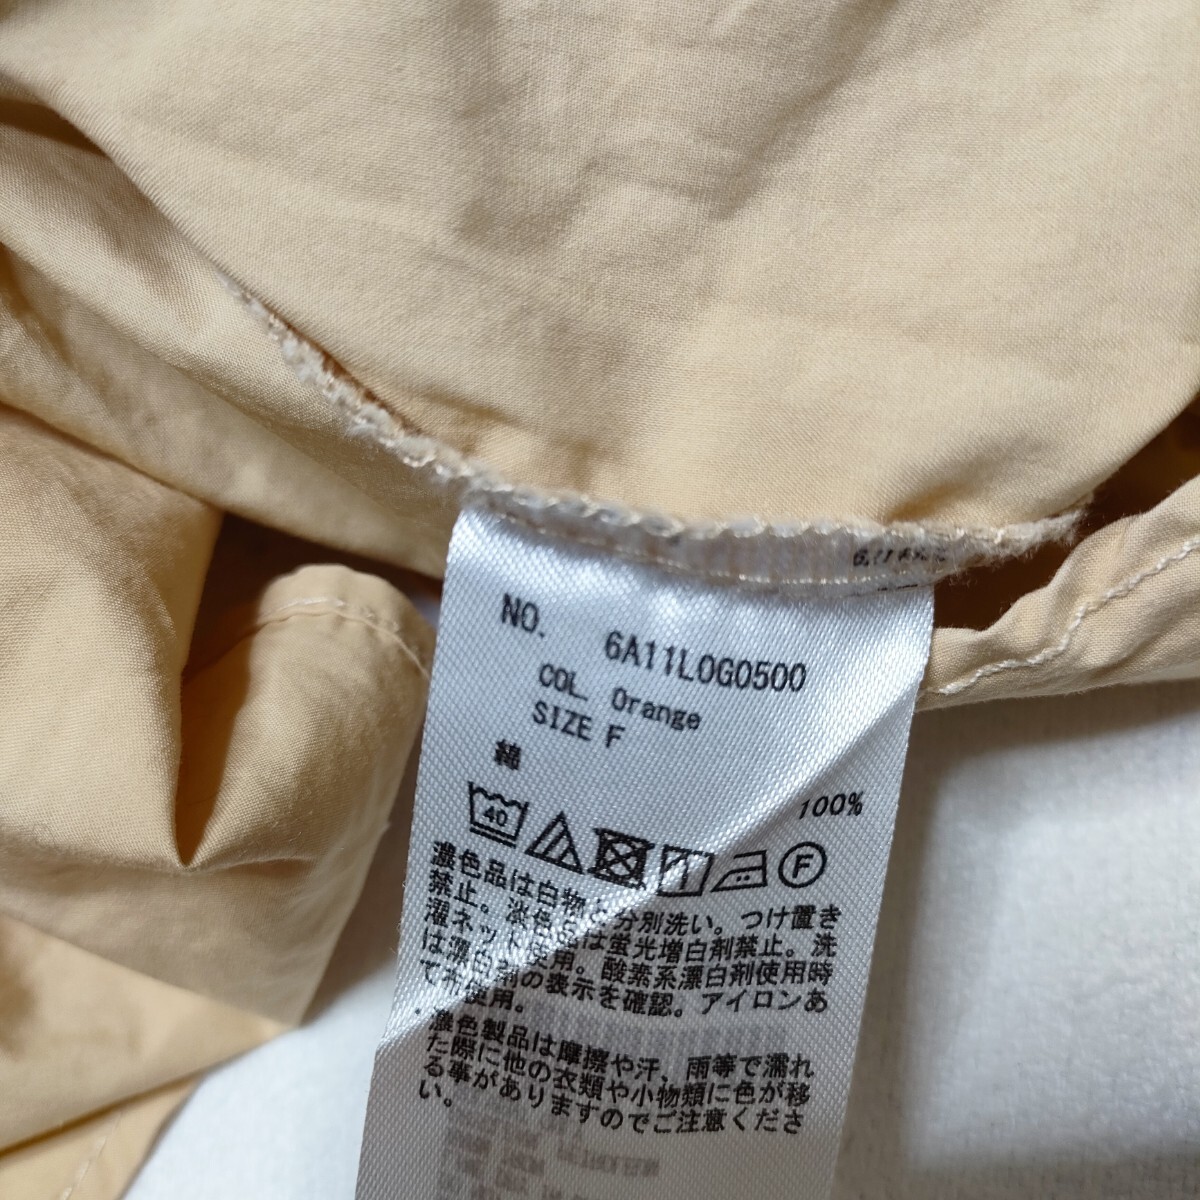 NO. 6A11L0G0500
COL. Orange
SIZE F
綿 100%
40
F
濃色品は白物と分別洗い。つけ置き
禁止。淡色品は蛍光増白剤禁止。洗
濯ネット使用。酸素系漂白剤使用時
は漂白剤の表示を確認。アイロンあ
て布使用。
・濃色製品は摩擦や汗、雨等で濡れ
た際に他の衣類や小物類に色が移
る事がありますのでご注意くださ
い。